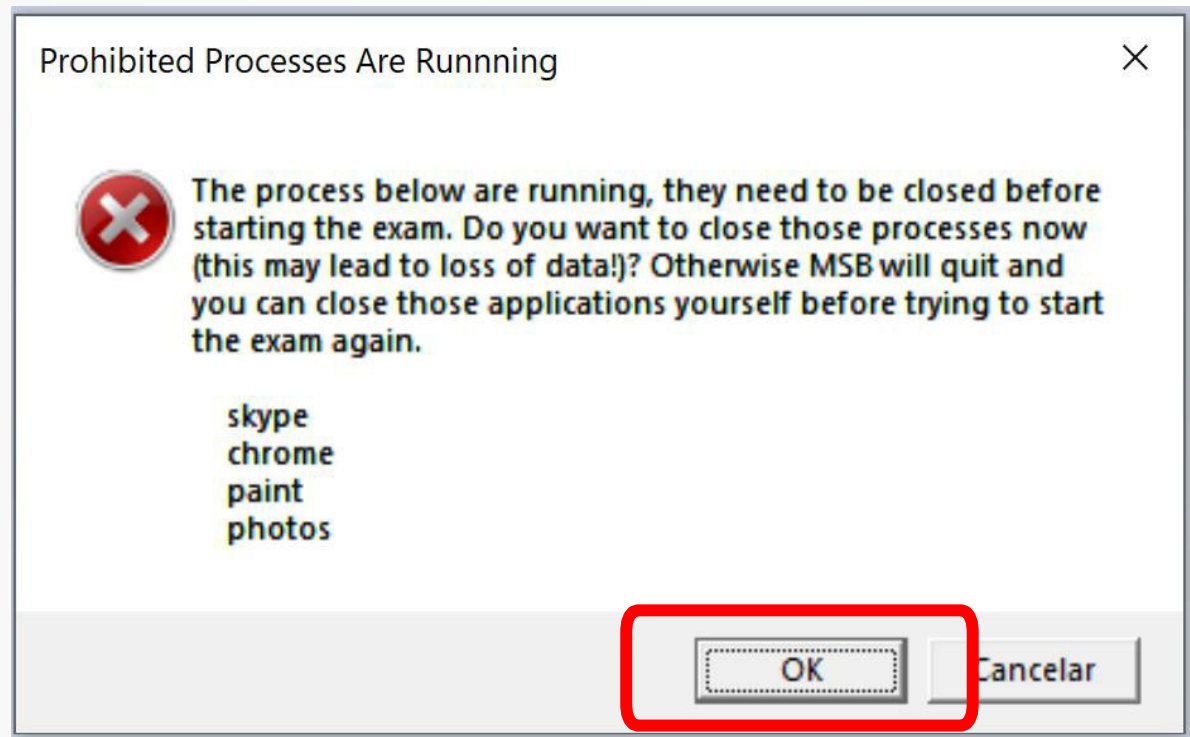 Prohibited Processes Are Runnning
The process below are running, they need to be closed before
starting the exam. Do you want to close those processes now
(this may lead to loss of data!)? Otherwise MSB will quit and
you can close those applications yourself before trying to start
the exam again.
skype
chrome
paint
photos
OK
Cancelar